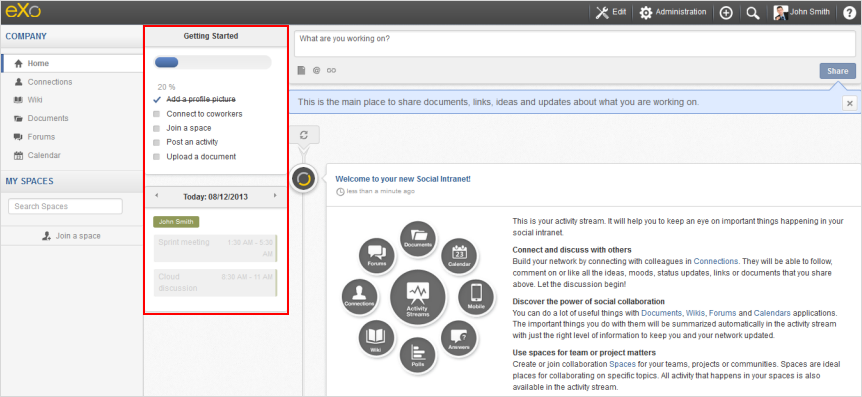 eXo
Edit
Administration
John Smith
?
COMPANY
Home
Connections
Wiki
Documents
Forums
Calendar
MY SPACES
Search Spaces
Join a space
Getting Started
20 %
Add a profile picture
Connect to coworkers
Join a space
Post an activity
Upload a document
Today: 08/12/2013
John Smith
Sprint meeting 1:30 AM - 5:30
AM
Cloud 8:30 AM - 11 AM
discussion
What are you working on?
@
Share
This is the main place to share documents, links, ideas and updates about what you are working on.
Welcome to your new Social Intranet!
less than a minute ago
Documents
Forums
23
Calendar
Connections
Activity
Streams
Mobile
Wiki
Answers
Polls
This is your activity stream. It will help you to keep an eye on important things happening in your
social intranet.
Connect and discuss with others
Build your network by connecting with colleagues in Connections. They will be able to follow,
comment on or like all the ideas, moods, status updates, links or documents that you share
above. Let the discussion begin!
Discover the power of social collaboration
You can do a lot of useful things with Documents, Wikis, Forums and Calendars applications.
The important things you do with them will be summarized automatically in the activity stream
with just the right level of information to keep you and your network updated.
Use spaces for team or project matters
Create or join collaboration Spaces for your teams, projects or communities. Spaces are ideal
places for collaborating on specific topics. All activity that happens in your spaces is also
available in the activity stream.